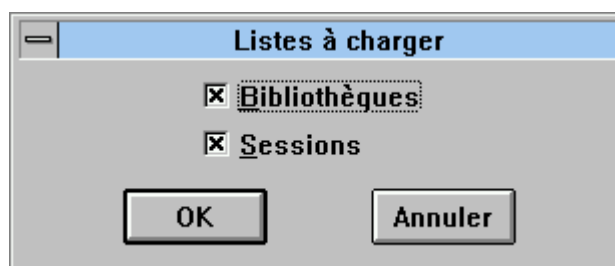 Listes à charger
Bibliothèques
Sessions
OK Annuler